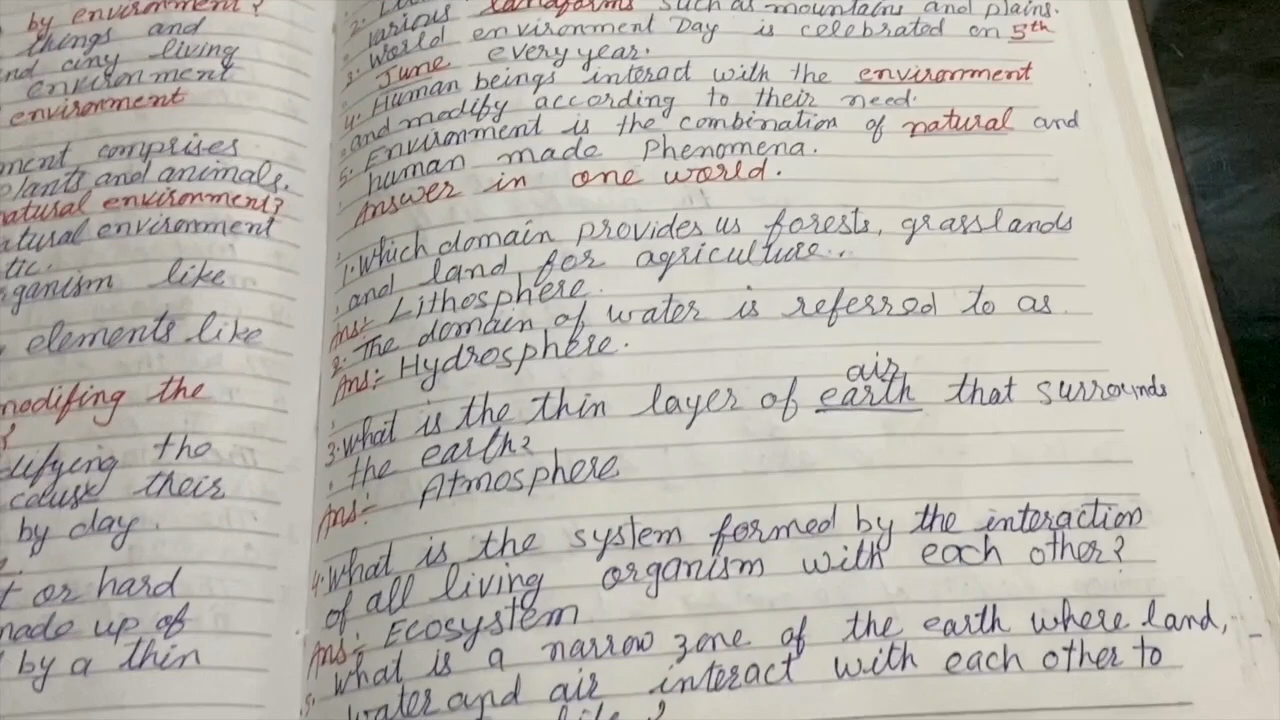 by environment?
things and
nd any living
environment
environment
ment comprises
plants and animals.
natural environment?
atural environment
tic.
ganism like
elements like
modifing the
?
difying the
their
by day.
t or hard
made up of
by a thin
various landforms such as mountains and plains.
3. World environment Day is celebrated on 5th
June every year.
4. Human beings interact with the environment
and modify according to their need.
5. Environment is the combination of natural and
human made Phenomena.
Answer in one world.
1. Which domain provides us forests, grasslands
and land for agriculture..
Ans:- Lithosphere.
2. The domain of water is referred to as
Ans:- Hydrosphere.
air
3. What is the thin layer of earth that surrounds
the earth?
Ans:- Atmosphere
4. What is the system formed by the interaction
of all living organism with each other?
Ans:- Ecosystem
5. What is a narrow zone of the earth where land,
water and air interact with each other to
life?